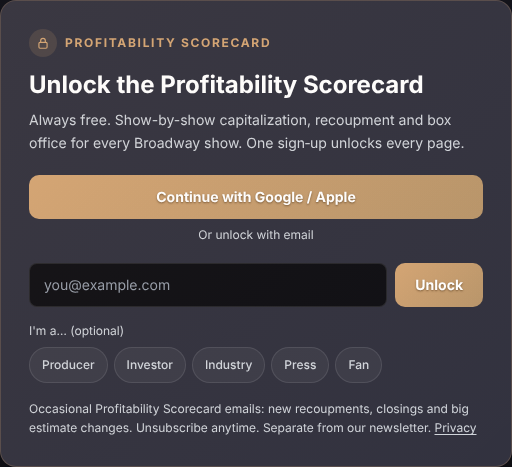 PROFITABILITY SCORECARD
Unlock the Profitability Scorecard
Always free. Show-by-show capitalization, recoupment and box
office for every Broadway show. One sign-up unlocks every page.
Continue with Google / Apple
Or unlock with email
you@example.com
Unlock
I'm a... (optional)
Producer Investor Industry Press Fan
Occasional Profitability Scorecard emails: new recoupments, closings and big
estimate changes. Unsubscribe anytime. Separate from our newsletter. Privacy